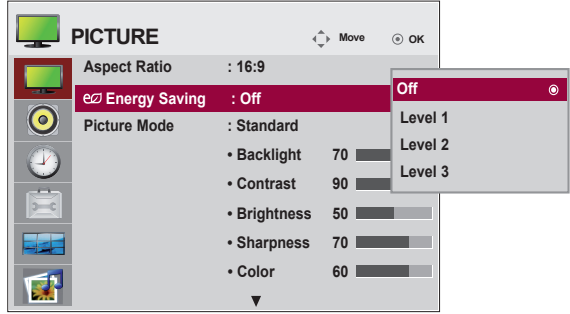 PICTURE Move OK
Aspect Ratio : 16:9
Energy Saving : Off
Picture Mode : Standard
• Backlight 70
• Contrast 90
• Brightness 50
• Sharpness 70
• Color 60
Off
Level 1
Level 2
Level 3